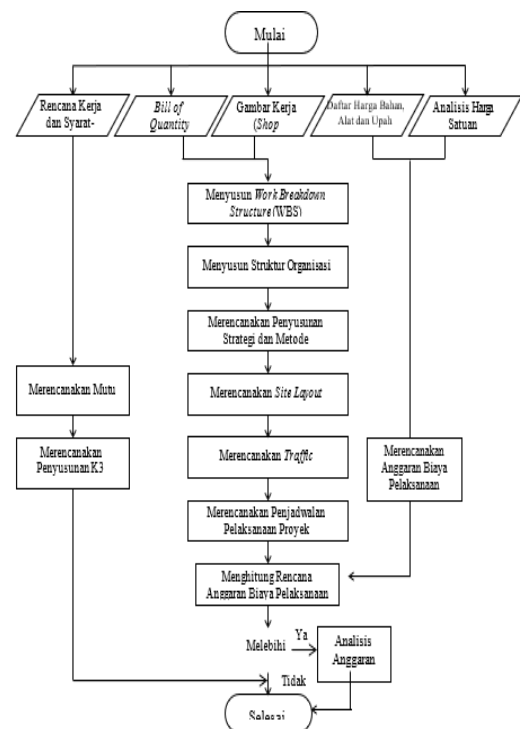 Mulai
Rencana Kerja
dan Syarat-
Bill of
Quantity
Gambar Kerja
(Shop
Daftar Harga Bahan,
Alat dan Upah
Analisis Harga
Satuan
Menyusun Work Breakdown
Structure (WBS)
Menyusun Struktur Organisasi
Merencanakan Penyusunan
Strategi dan Metode
Merencanakan Mutu
Merencanakan Site Layout
Merencanakan
Penyusunan K3
Merencanakan Traffic
Merencanakan
Anggaran Biaya
Pelaksanaan
Merencanakan Penjadwalan
Pelaksanaan Proyek
Menghitung Rencana
Anggaran Biaya Pelaksanaan
Melebihi
Ya
Analisis
Anggaran
Tidak
Selesai